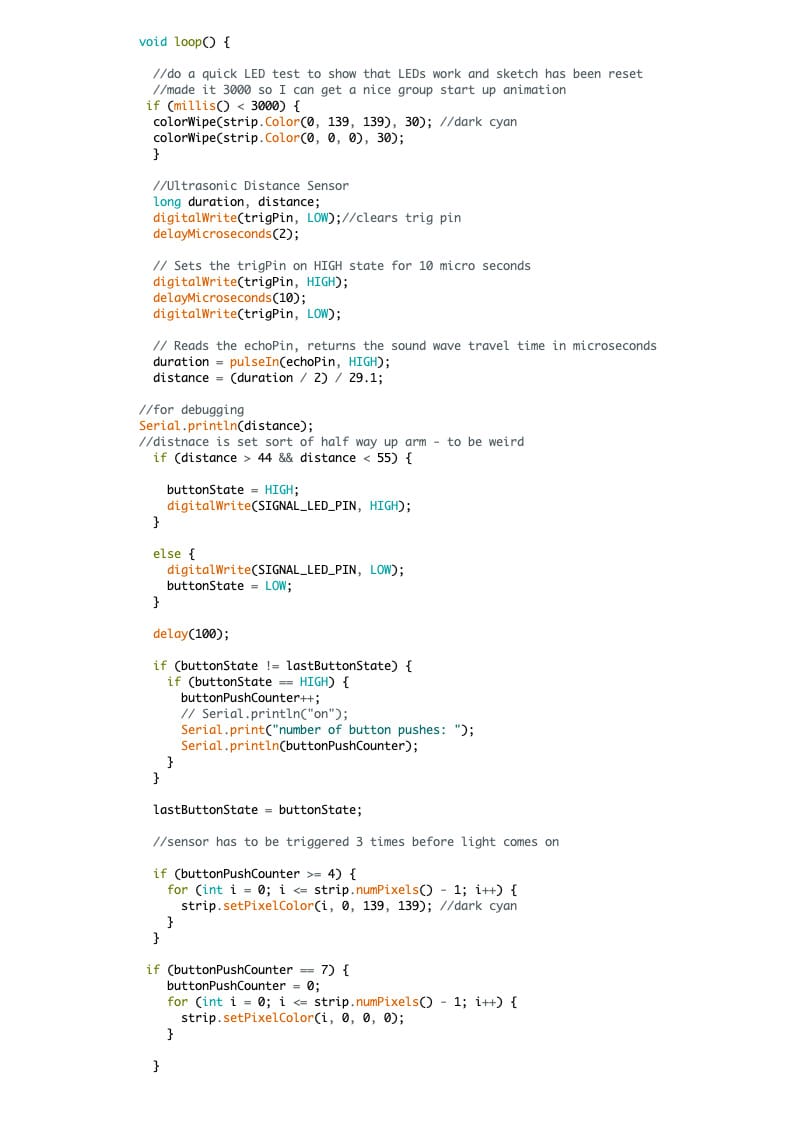 void loop() {
//do a quick LED test to show that LEDs work and sketch has been reset
//made it 3000 so I can get a nice group start up animation
if (millis() < 3000) {
colorWipe(strip.Color(0, 139, 139), 30); //dark cyan
colorWipe(strip.Color(0, 0, 0), 30);
}
//Ultrasonic Distance Sensor
long duration, distance;
digitalWrite(trigPin, LOW);//clears trig pin
delayMicroseconds(2);
// Sets the trigPin on HIGH state for 10 micro seconds
digitalWrite(trigPin, HIGH);
delayMicroseconds(10);
digitalWrite(trigPin, LOW);
// Reads the echoPin, returns the sound wave travel time in microseconds
duration = pulseIn(echoPin, HIGH);
distance = (duration / 2) / 29.1;
//for debugging
Serial.println(distance);
//distnace is set sort of half way up arm - to be weird
if (distance > 44 && distance < 55) {
buttonState = HIGH;
digitalWrite(SIGNAL_LED_PIN, HIGH);
}
else {
digitalWrite(SIGNAL_LED_PIN, LOW);
buttonState = LOW;
}
delay(100);
if (buttonState != lastButtonState) {
if (buttonState == HIGH) {
buttonPushCounter++;
// Serial.println("on");
Serial.print("number of button pushes: ");
Serial.println(buttonPushCounter);
}
}
lastButtonState = buttonState;
//sensor has to be triggered 3 times before light comes on
if (buttonPushCounter >= 4) {
for (int i = 0; i <= strip.numPixels() - 1; i++) {
strip.setPixelColor(i, 0, 139, 139); //dark cyan
}
}
if (buttonPushCounter == 7) {
buttonPushCounter = 0;
for (int i = 0; i <= strip.numPixels() - 1; i++) {
strip.setPixelColor(i, 0, 0, 0);
}
}